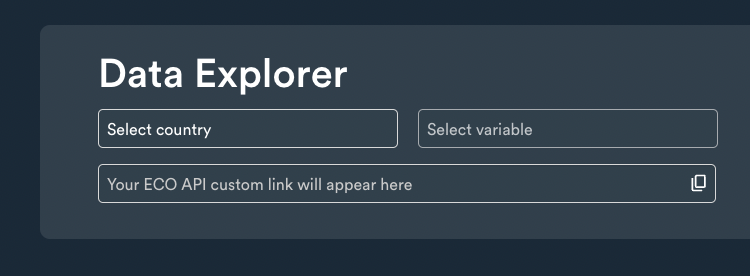 Data Explorer
Select country
Select variable
Your ECO API custom link will appear here